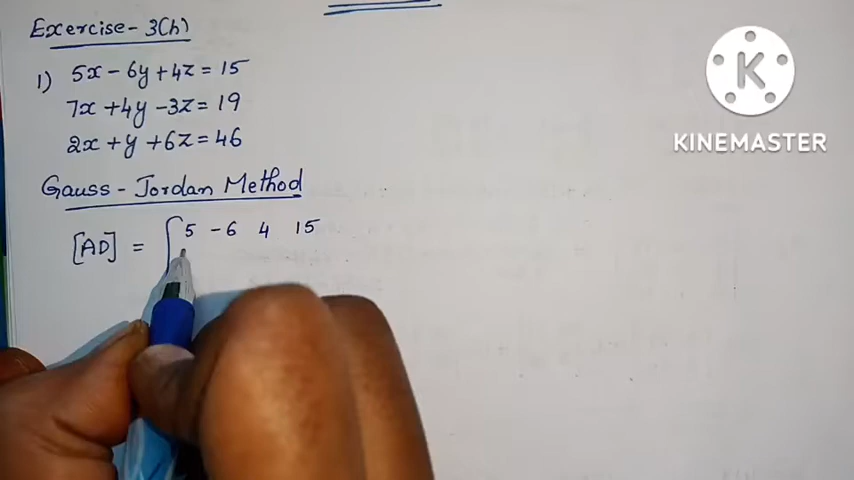 Exercise - 3(h)
1) 5x - 6y + 4z = 15
7x + 4y - 3z = 19
2x + y + 6z = 46
Gauss - Jordan Method
[AD] = [5 -6 4 15
K
KINEMASTER